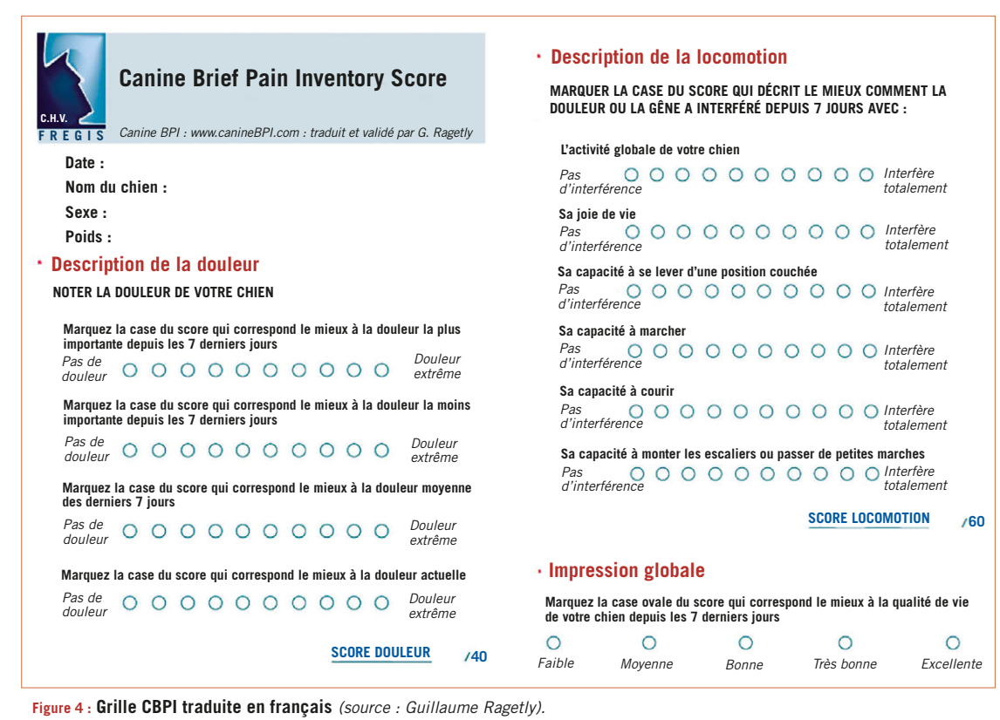 C.H.V.
FREGIS
Canine Brief Pain Inventory Score
Canine BPI : www.canineBPI.com : traduit et validé par G. Ragetly
Date :
Nom du chien :
Sexe :
Poids :
Description de la douleur
NOTER LA DOULEUR DE VOTRE CHIEN
Marquez la case du score qui correspond le mieux à la douleur la plus
importante depuis les 7 derniers jours
Pas de
douleur
Douleur
extrême
Marquez la case du score qui correspond le mieux à la douleur la moins
importante depuis les 7 derniers jours
Pas de
douleur
Douleur
extrême
Marquez la case du score qui correspond le mieux à la douleur moyenne
des derniers 7 jours
Pas de
douleur
Douleur
extrême
Marquez la case du score qui correspond le mieux à la douleur actuelle
Pas de
douleur
Douleur
extrême
SCORE DOULEUR /40
Description de la locomotion
MARQUER LA CASE DU SCORE QUI DÉCRIT LE MIEUX COMMENT LA
DOULEUR OU LA GÊNE A INTERFÉRÉ DEPUIS 7 JOURS AVEC :
L'activité globale de votre chien
Pas
d'interférence
Interfère
totalement
Sa joie de vie
Pas
d'interférence
Interfère
totalement
Sa capacité à se lever d'une position couchée
Pas
d'interférence
Interfère
totalement
Sa capacité à marcher
Pas
d'interférence
Interfère
totalement
Sa capacité à courir
Pas
d'interférence
Interfère
totalement
Sa capacité à monter les escaliers ou passer de petites marches
Pas
d'interférence
Interfère
totalement
SCORE LOCOMOTION /60
Impression globale
Marquez la case ovale du score qui correspond le mieux à la qualité de vie
de votre chien depuis les 7 derniers jours
Faible Moyenne Bonne Très bonne Excellente
Figure 4 : Grille CBPI traduite en français (source : Guillaume Ragetly).